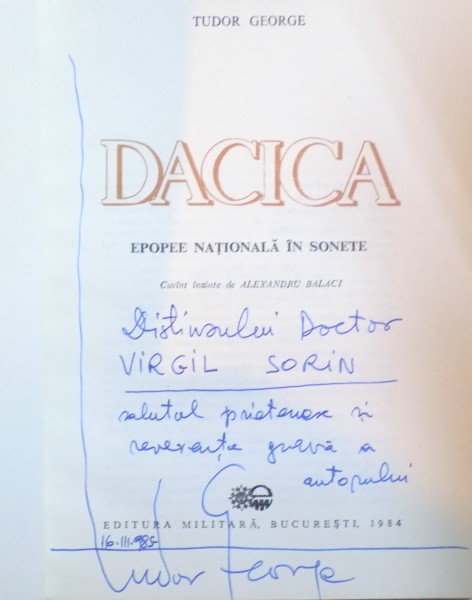 TUDOR GEORGE
DACICA
EPOPEE NAȚIONALĂ ÎN SONETE
Cuvînt înainte de ALEXANDRU BALACI
Distinsului Doctor
VIRGIL SORIN
salutul prietenesc și
reverența gravă a
autorului
EDITURA MILITARĂ, BUCUREȘTI, 1984
16.III.985
Tudor George